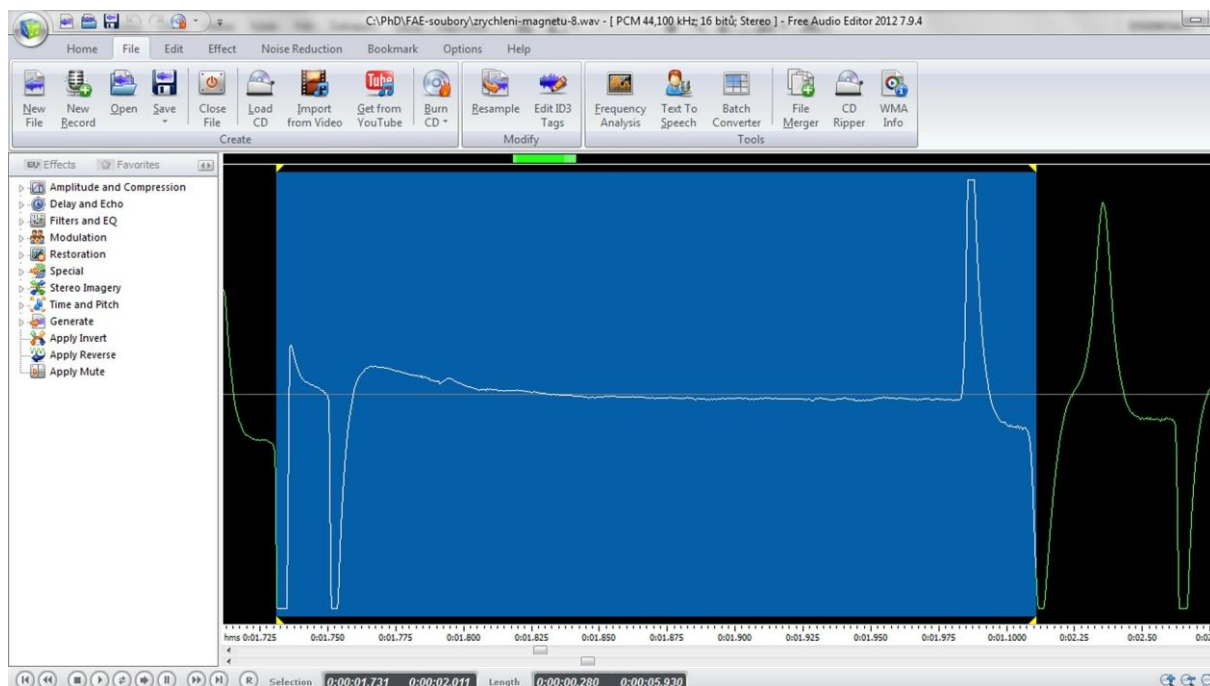 C:\PhD\FAE-soubory\zrychleni-magnetu-8.wav - [ PCM 44,100 kHz; 16 bitů; Stereo ] - Free Audio Editor 2012 7.9.4
Home File Edit Effect Noise Reduction Bookmark Options Help
New File
New Record
Open
Save
Close File
Load CD
Import from Video
Tube
Get from YouTube
Burn CD
Resample
Edit ID3 Tags
Frequency Analysis
Text To Speech
Batch Converter
File Merger
CD Ripper
WMA Info
Create Modify Tools
Effects Favorites
Amplitude and Compression
Delay and Echo
Filters and EQ
Modulation
Restoration
Special
Stereo Imagery
Time and Pitch
Generate
Apply Invert
Apply Reverse
Apply Mute
hms 0:01.725 0:01.750 0:01.775 0:01.800 0:01.825 0:01.850 0:01.875 0:01.900 0:01.925 0:01.950 0:01.975 0:01.1000 0:02.25 0:02.50
R Selection 0:00:01.731 0:00:02.011 Length 0:00:00.280 0:00:05.930